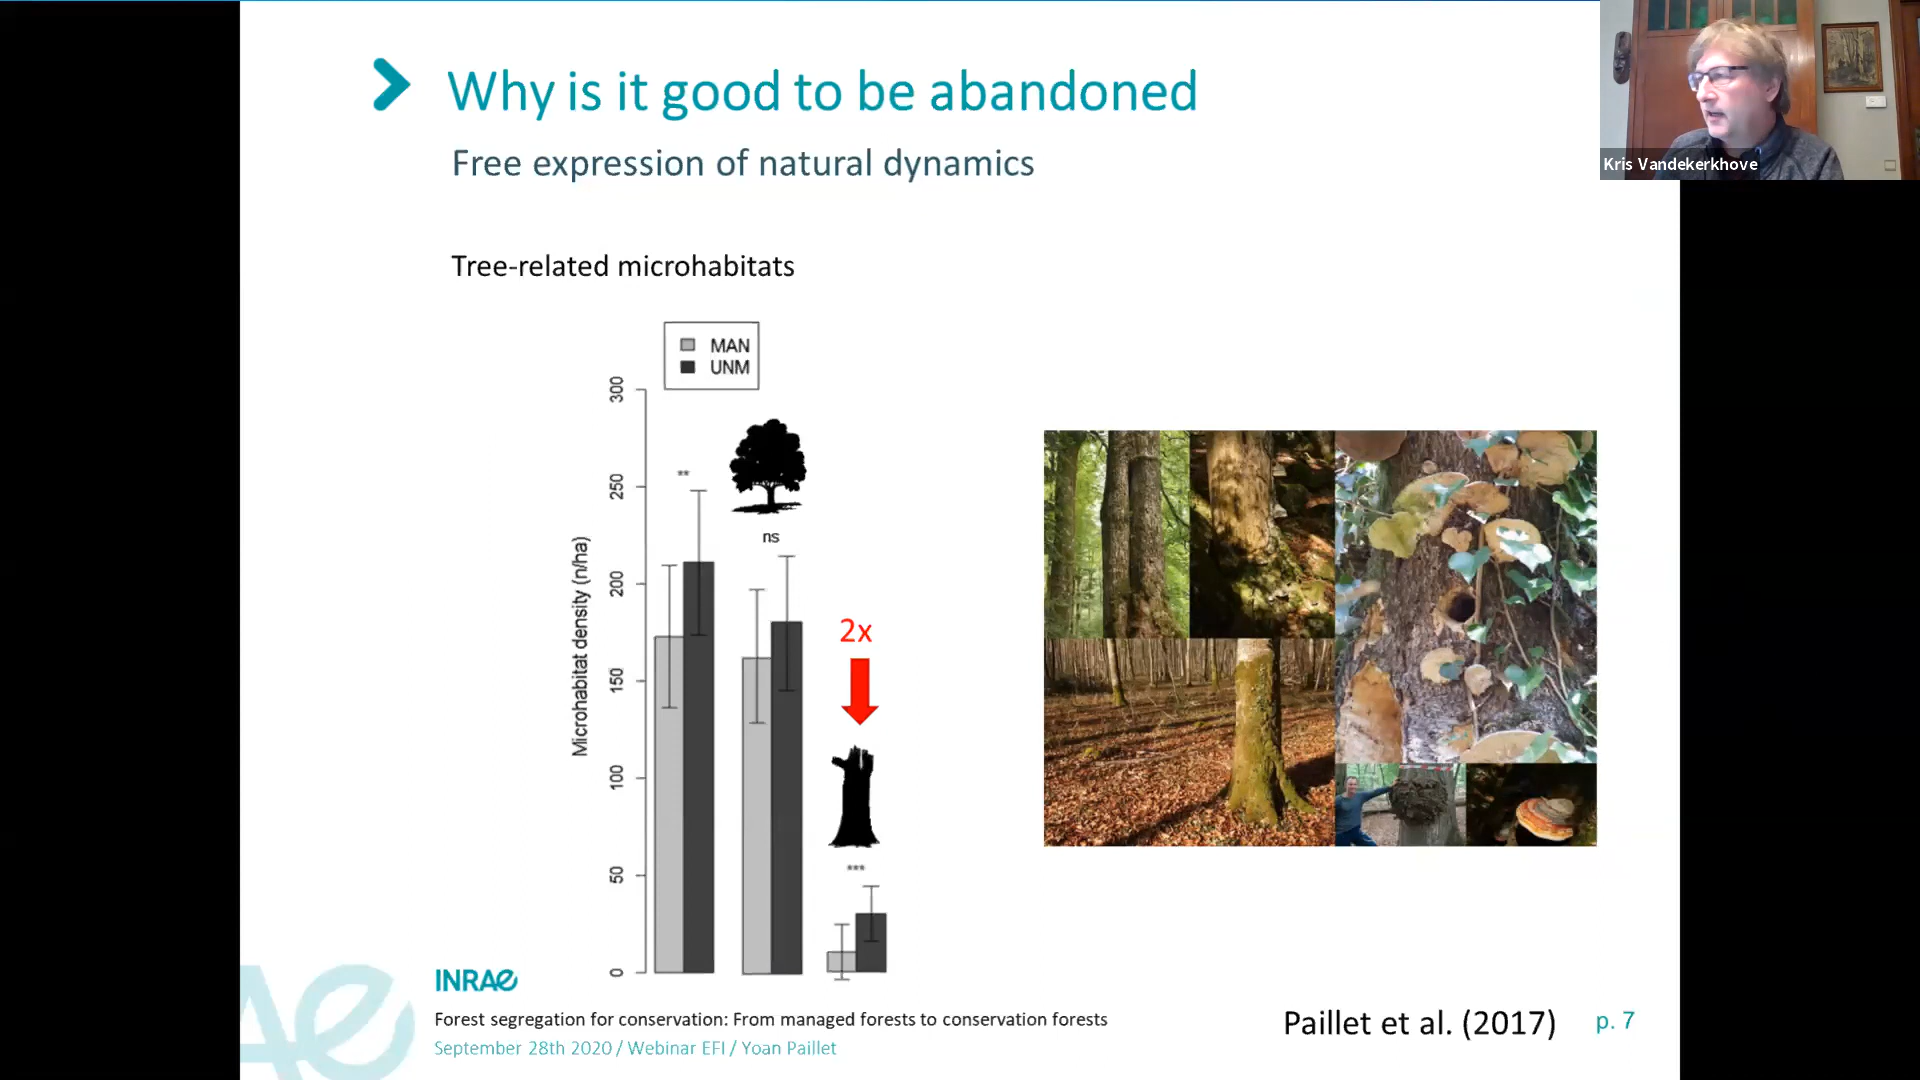 Why is it good to be abandoned
Kris Vandekerkhove
Free expression of natural dynamics
Tree-related microhabitats
MAN
UNM
300
250
200
150
100
50
0
Microhabitat density (n/ha)
**
ns
2x
***
INRAE
Forest segregation for conservation: From managed forests to conservation forests
September 28th 2020 / Webinar EFI / Yoan Paillet
Paillet et al. (2017)
p. 7